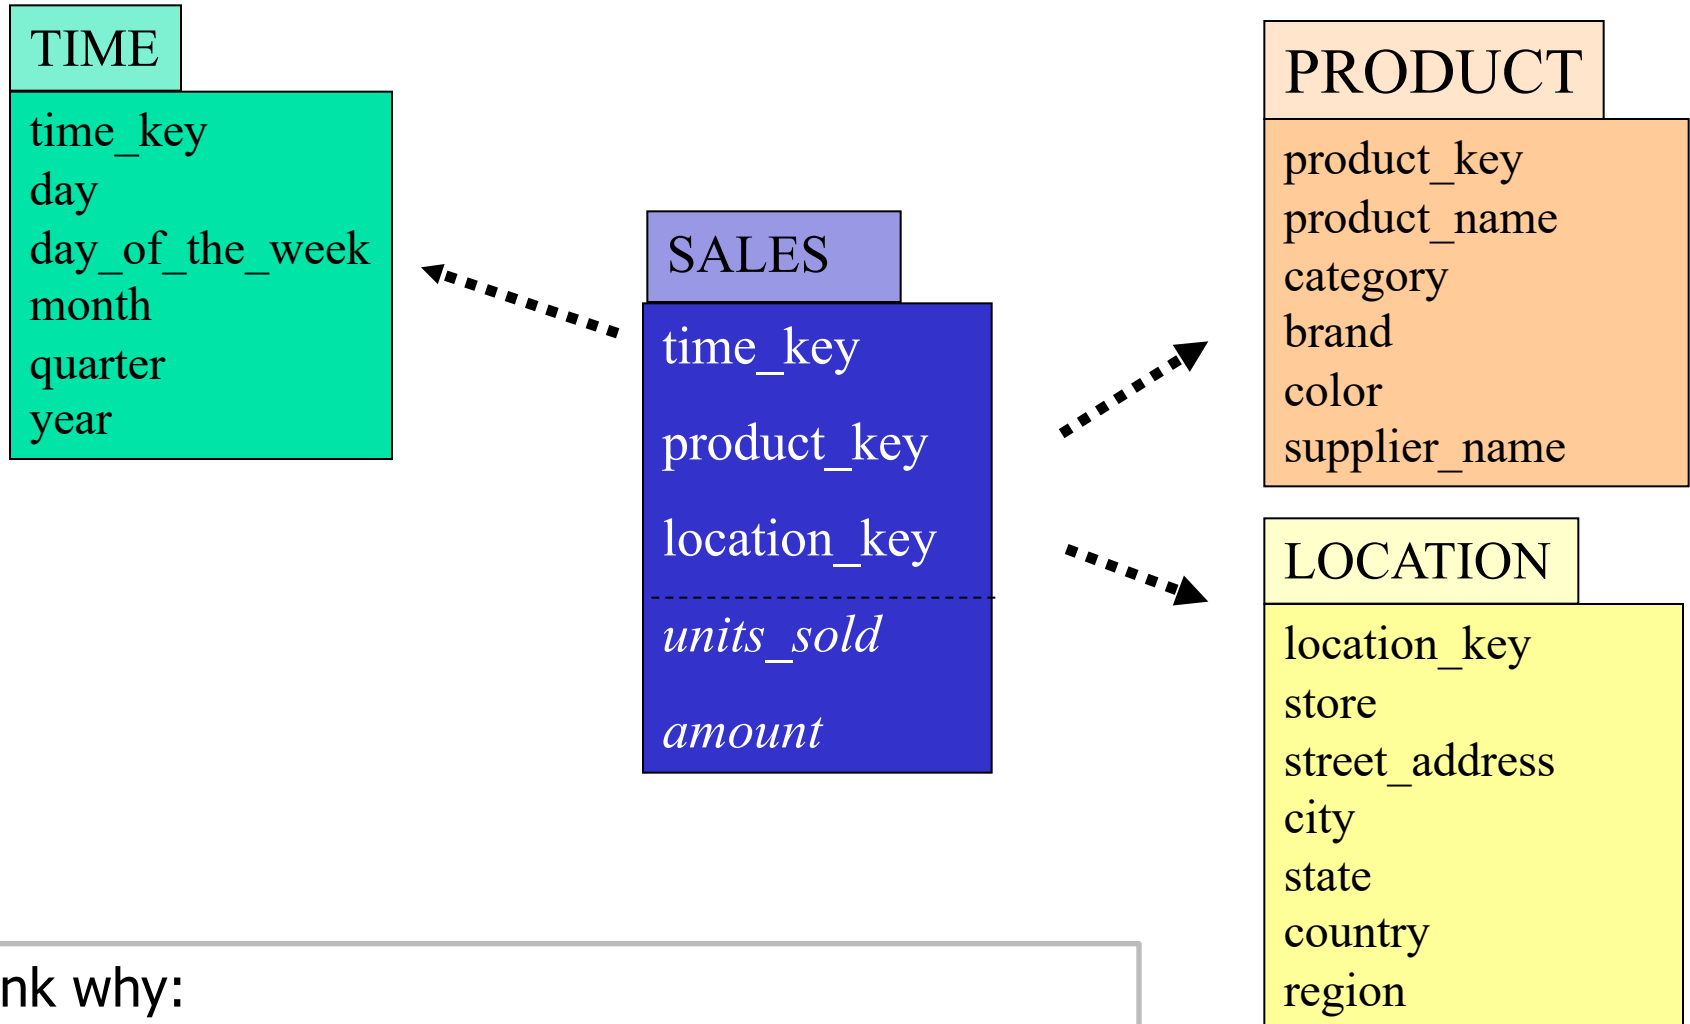 TIME
time_key
day
day_of_the_week
month
quarter
year
SALES
time_key
product_key
location_key
units_sold
amount
PRODUCT
product_key
product_name
category
brand
color
supplier_name
LOCATION
location_key
store
street_address
city
state
country
region
nk why: